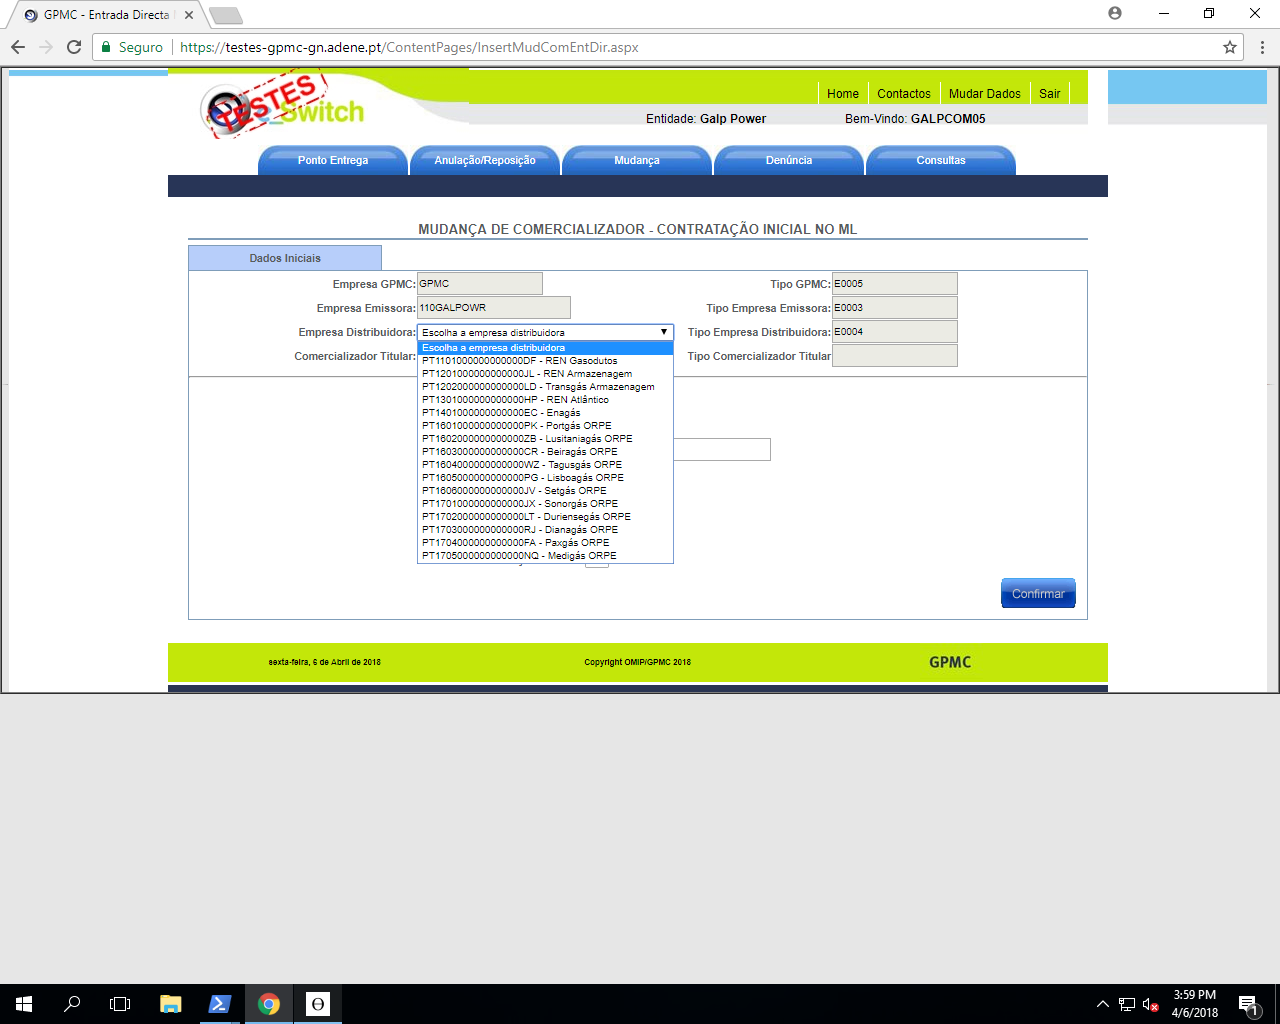 GPMC - Entrada Directa
Seguro
https://testes-gpmc-gn.adene.pt/ContentPages/InsertMudComEntDir.aspx
TESTES
_Switch
Home
Contactos
Mudar Dados
Sair
Entidade: Galp Power
Bem-Vindo: GALPCOM05
Ponto Entrega
Anulação/Reposição
Mudança
Denúncia
Consultas
MUDANÇA DE COMERCIALIZADOR - CONTRATAÇÃO INICIAL NO ML
Dados Iniciais
Empresa GPMC: GPMC
Tipo GPMC: E0005
Empresa Emissora: 110GALPOWR
Tipo Empresa Emissora: E0003
Empresa Distribuidora: Escolha a empresa distribuidora
Tipo Empresa Distribuidora: E0004
Comercializador Titular:
Tipo Comercializador Titular
Escolha a empresa distribuidora
PT1101000000000000DF - REN Gasodutos
PT1201000000000000JL - REN Armazenagem
PT1202000000000000LD - Transgás Armazenagem
PT1301000000000000HP - REN Atlântico
PT1401000000000000EC - Enagás
PT1601000000000000PK - Portgás ORPE
PT1602000000000000ZB - Lusitaniagás ORPE
PT1603000000000000CR - Beiragás ORPE
PT1604000000000000WZ - Tagusgás ORPE
PT1605000000000000PG - Lisboagás ORPE
PT1606000000000000JV - Setgás ORPE
PT1701000000000000JX - Sonorgás ORPE
PT1702000000000000LT - Duriensegás ORPE
PT1703000000000000RJ - Dianagás ORPE
PT1704000000000000FA - Paxgás ORPE
PT1705000000000000NQ - Medigás ORPE
Confirmar
sexta-feira, 6 de Abril de 2018
Copyright OMIP/GPMC 2018
GPMC
3:59 PM
4/6/2018
1